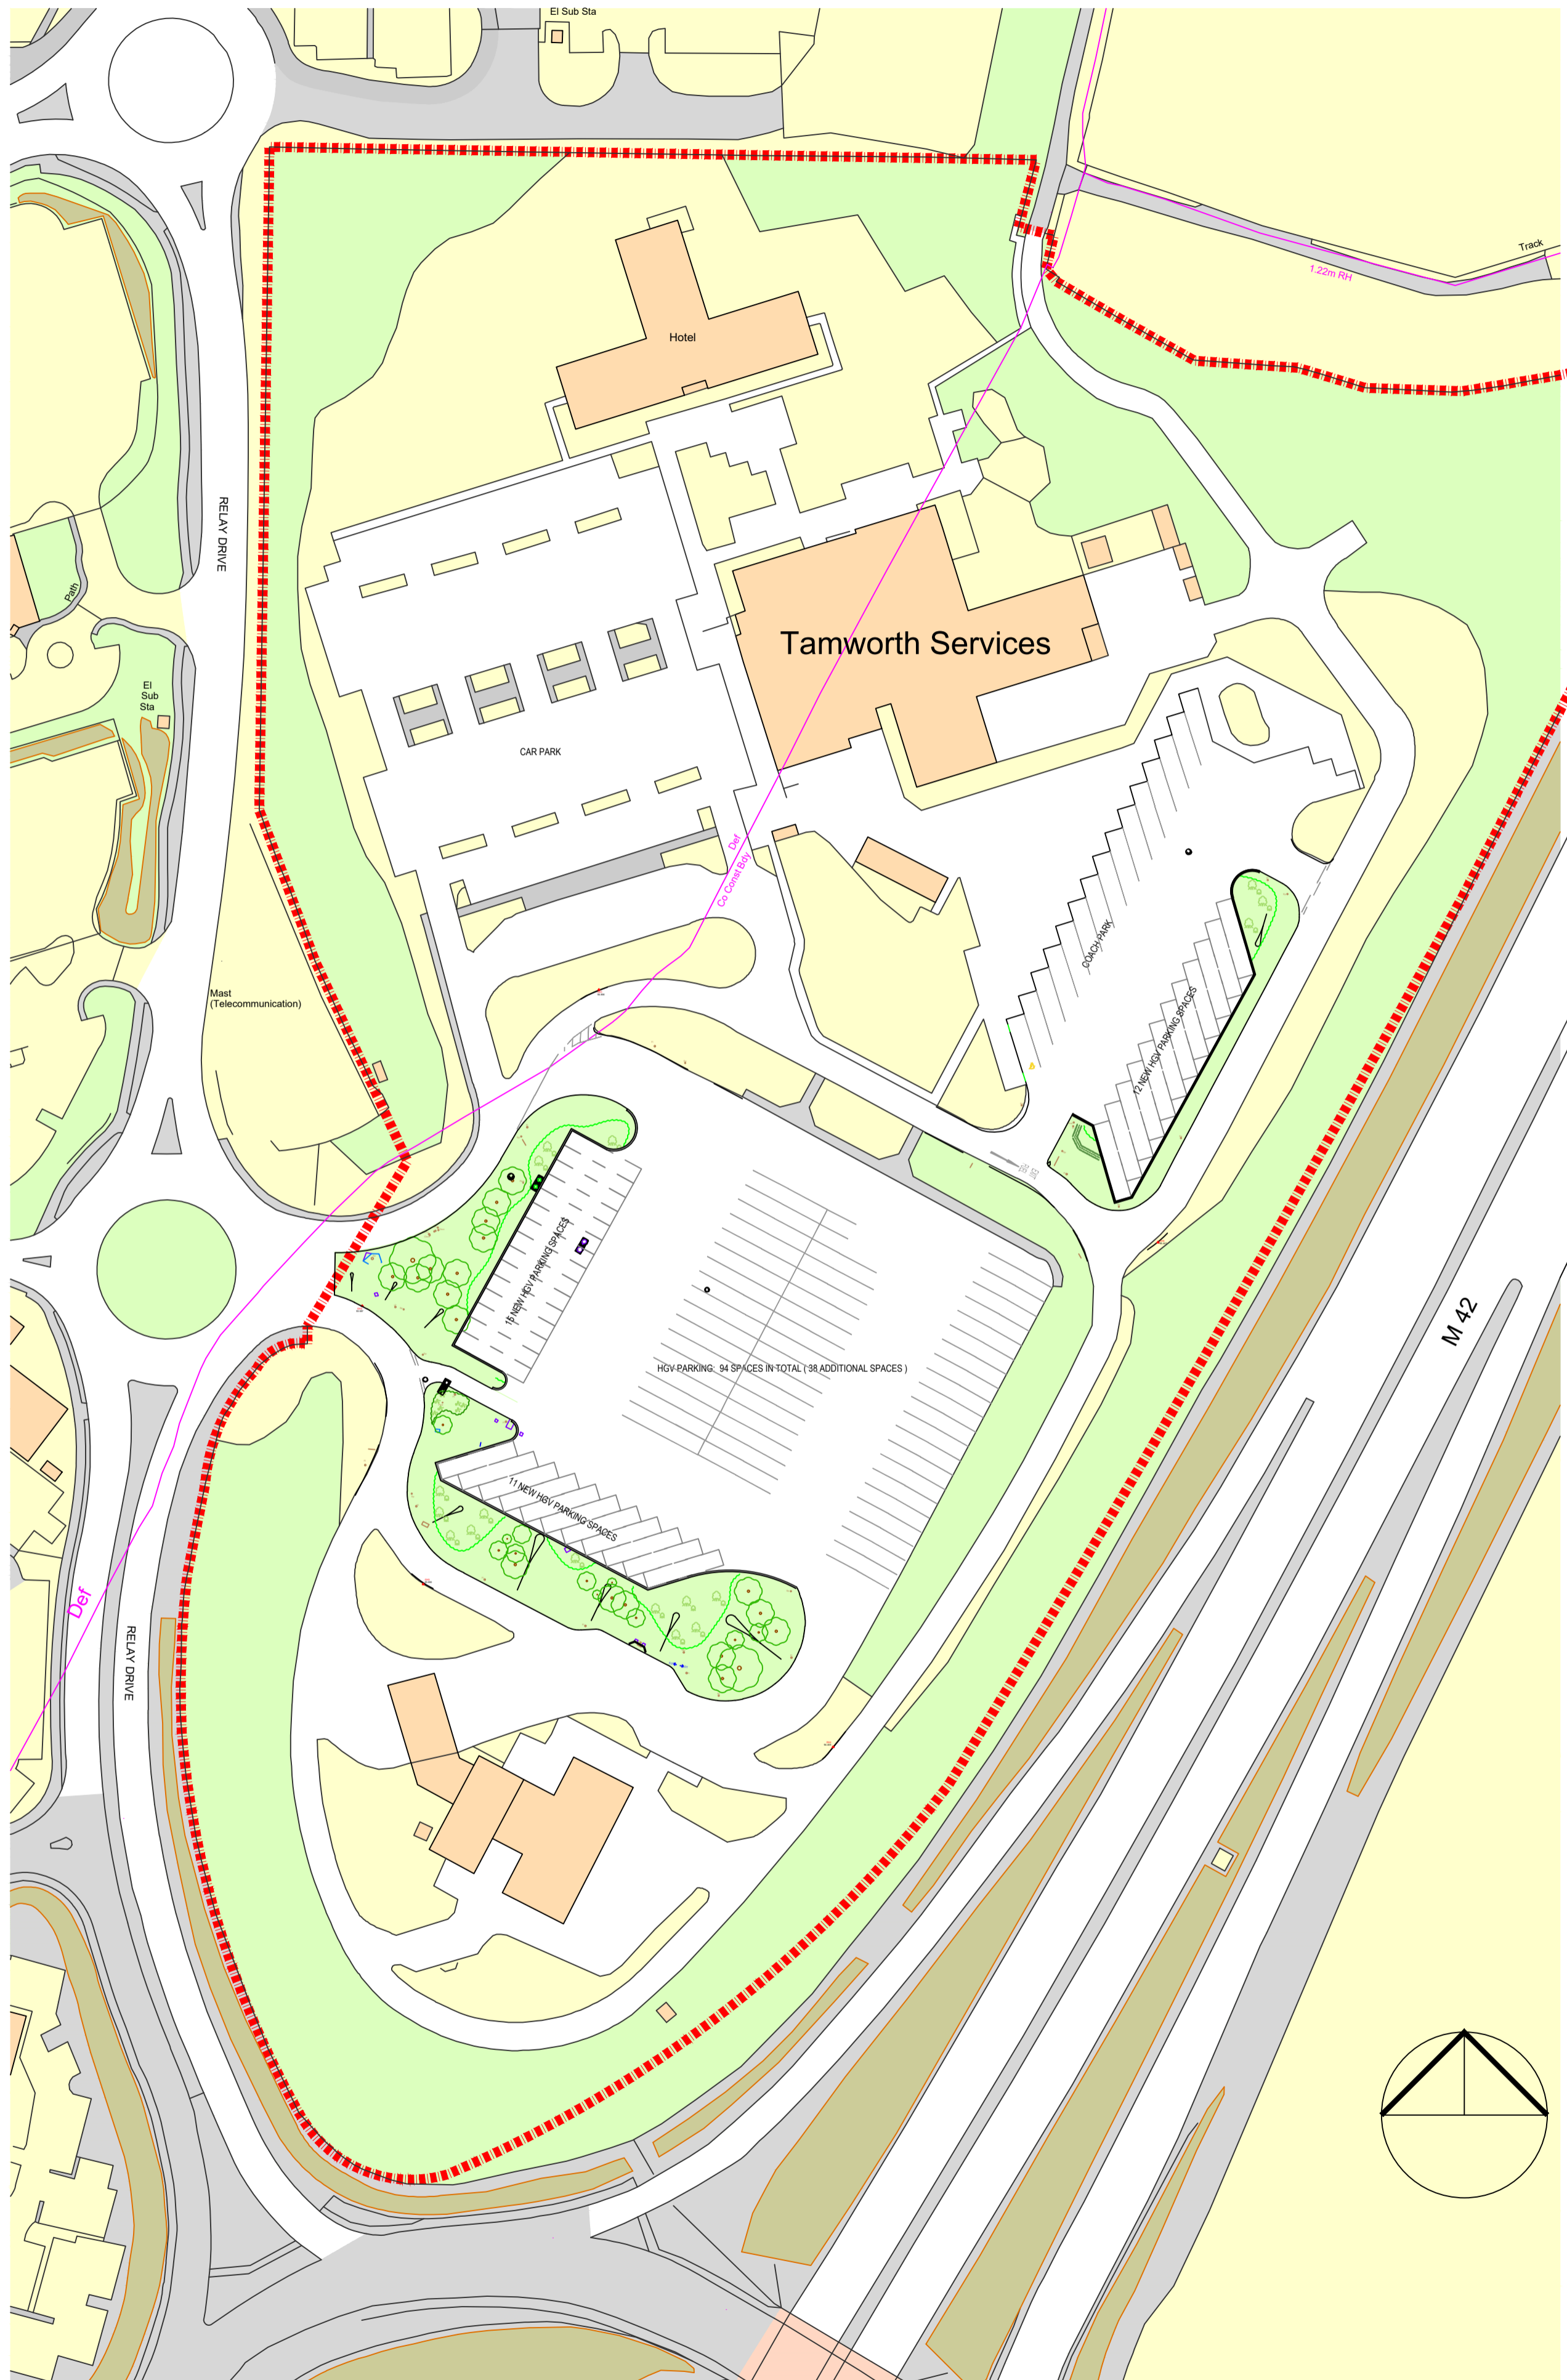 El Sub Sta
Track
1.22m RH
Hotel
RELAY DRIVE
Path
Tamworth Services
El
Sub
Sta
CAR PARK
Def
Co Const Bdy
COACH PARK
Mast
(Telecommunication)
12 NEW HGV PARKING SPACES
15 NEW HGV PARKING SPACES
M 42
HGV PARKING: 94 SPACES IN TOTAL ( 38 ADDITIONAL SPACES )
11 NEW HGV PARKING SPACES
Def
RELAY DRIVE